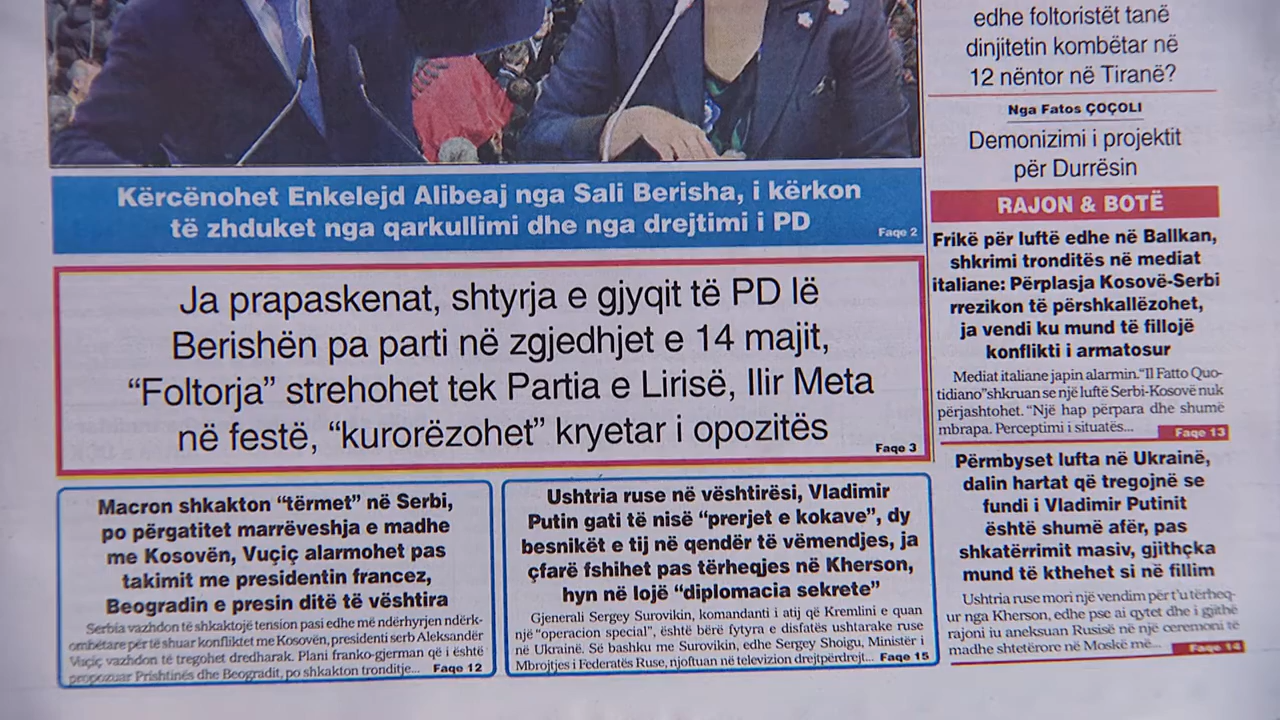 Kërcënohet Enkelejd Alibeaj nga Sali Berisha, i kërkon
të zhduket nga qarkullimi dhe nga drejtimi i PD
Faqe 2
Ja prapaskenat, shtyrja e gjyqit të PD lë
Berishën pa parti në zgjedhjet e 14 majit,
“Foltorja” strehohet tek Partia e Lirisë, Ilir Meta
në festë, “kurorëzohet” kryetar i opozitës
Faqe 3
Macron shkakton “tërmet” në Serbi,
po përgatitet marrëveshja e madhe
me Kosovën, Vuçiç alarmohet pas
takimit me presidentin francez,
Beogradin e presin ditë të vështira
Serbia vazhdon të shkaktojë tension pasi edhe më ndërhyrjen ndërk-
ombëtare për të shuar konfliktet me Kosovën, presidenti serb Aleksandër
Vuçiç vazhdon të tregohet dredharak. Plani franko-gjerman që i është
propozuar Prishtinës dhe Beogradit, po shkakton tronditje... Faqe 12
Ushtria ruse në vështirësi, Vladimir
Putin gati të nisë “prerjet e kokave”, dy
besnikët e tij në qendër të vëmendjes, ja
çfarë fshihet pas tërheqjes në Kherson,
hyn në lojë “diplomacia sekrete”
Gjenerali Sergey Surovikin, komandanti i atij që Kremlini e quan
një “operacion special”, është bërë fytyra e disfatës ushtarake ruse
në Ukrainë. Së bashku me Surovikin, edhe Sergey Shoigu, Ministër i
Mbrojtjes i Federatës Ruse, njoftuan në televizion drejtpërdrejt... Faqe 15
edhe foltoristët tanë
dinjitetin kombëtar në
12 nëntor në Tiranë?
Nga Fatos ÇOÇOLI
Demonizimi i projektit
për Durrësin
RAJON & BOTË
Frikë për luftë edhe në Ballkan,
shkrimi tronditës në mediat
italiane: Përplasja Kosovë-Serbi
rrezikon të përshkallëzohet,
ja vendi ku mund të fillojë
konflikti i armatosur
Mediat italiane japin alarmin.“Il Fatto Quo-
tidiano”shkruan se një luftë Serbi-Kosovë nuk
përjashtohet. “Një hap përpara dhe shumë
mbrapa. Perceptimi i situatës...
Faqe 13
Përmbyset lufta në Ukrainë,
dalin hartat që tregojnë se
fundi i Vladimir Putinit
është shumë afër, pas
shkatërrimit masiv, gjithçka
mund të kthehet si në fillim
Ushtria ruse mori një vendim për t’u tërheq-
ur nga Kherson, edhe pse ai qytet dhe i gjithë
rajoni iu aneksuan Rusisë në një ceremoni të
madhe shtetërore në Moskë më...
Faqe 14